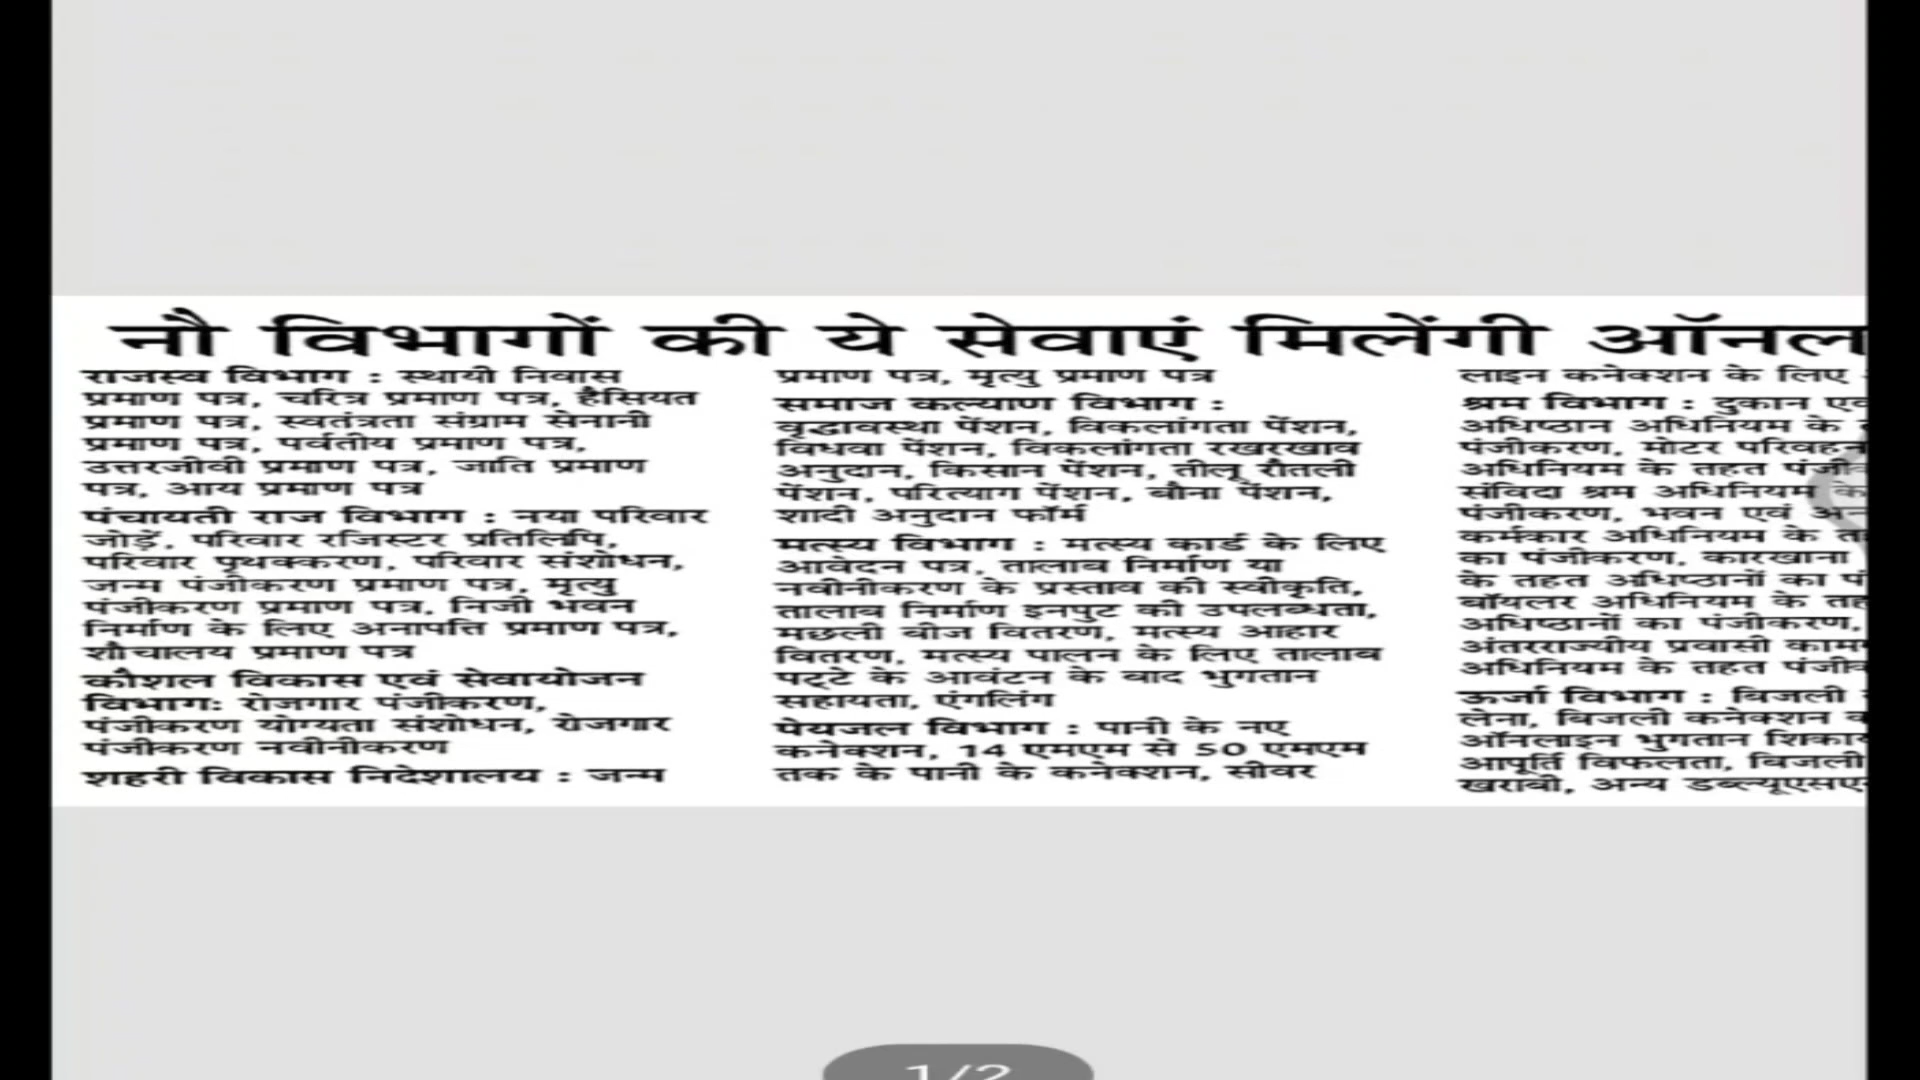 नौ विभागों की ये सेवाएं मिलेंगी ऑनल
राजस्व विभाग : स्थायी निवास
प्रमाण पत्र, चरित्र प्रमाण पत्र, हैसियत
प्रमाण पत्र, स्वतंत्रता संग्राम सेनानी
प्रमाण पत्र, पर्वतीय प्रमाण पत्र,
उत्तरजीवी प्रमाण पत्र, जाति प्रमाण
पत्र, आय प्रमाण पत्र
पंचायती राज विभाग : नया परिवार
जोड़ें, परिवार रजिस्टर प्रतिलिपि,
परिवार पृथक्करण, परिवार संशोधन,
जन्म पंजीकरण प्रमाण पत्र, मृत्यु
पंजीकरण प्रमाण पत्र, निजी भवन
निर्माण के लिए अनापत्ति प्रमाण पत्र,
शौचालय प्रमाण पत्र
कौशल विकास एवं सेवायोजन
विभाग: रोजगार पंजीकरण,
पंजीकरण योग्यता संशोधन, रोजगार
पंजीकरण नवीनीकरण
शहरी विकास निदेशालय : जन्म
प्रमाण पत्र, मृत्यु प्रमाण पत्र
समाज कल्याण विभाग :
वृद्धावस्था पेंशन, विकलांगता पेंशन,
विधवा पेंशन, विकलांगता रखरखाव
अनुदान, किसान पेंशन, तीलू रौतली
पेंशन, परित्याग पेंशन, बौना पेंशन,
शादी अनुदान फॉर्म
मत्स्य विभाग : मत्स्य कार्ड के लिए
आवेदन पत्र, तालाब निर्माण या
नवीनीकरण के प्रस्ताव की स्वीकृति,
तालाब निर्माण इनपुट की उपलब्धता,
मछली बीज वितरण, मत्स्य आहार
वितरण, मत्स्य पालन के लिए तालाब
पट्टे के आवंटन के बाद भुगतान
सहायता, एंगलिंग
पेयजल विभाग : पानी के नए
कनेक्शन, 14 एमएम से 50 एमएम
तक के पानी के कनेक्शन, सीवर
लाइन कनेक्शन के लिए
श्रम विभाग : दुकान एव
अधिष्ठान अधिनियम के
पंजीकरण, मोटर परिवहन
अधिनियम के तहत पंजी
संविदा श्रम अधिनियम के
पंजीकरण, भवन एवं अन
कर्मकार अधिनियम के
का पंजीकरण, कारखाना
के तहत अधिष्ठानों का
बॉयलर अधिनियम के तह
अधिष्ठानों का पंजीकरण,
अंतरराज्यीय प्रवासी काम
अधिनियम के तहत पंजी
ऊर्जा विभाग : बिजली
लेना, बिजली कनेक्शन
ऑनलाइन भुगतान शिका
आपूर्ति विफलता, बिजली
खराबी, अन्य डब्ल्यूएसए
1/2